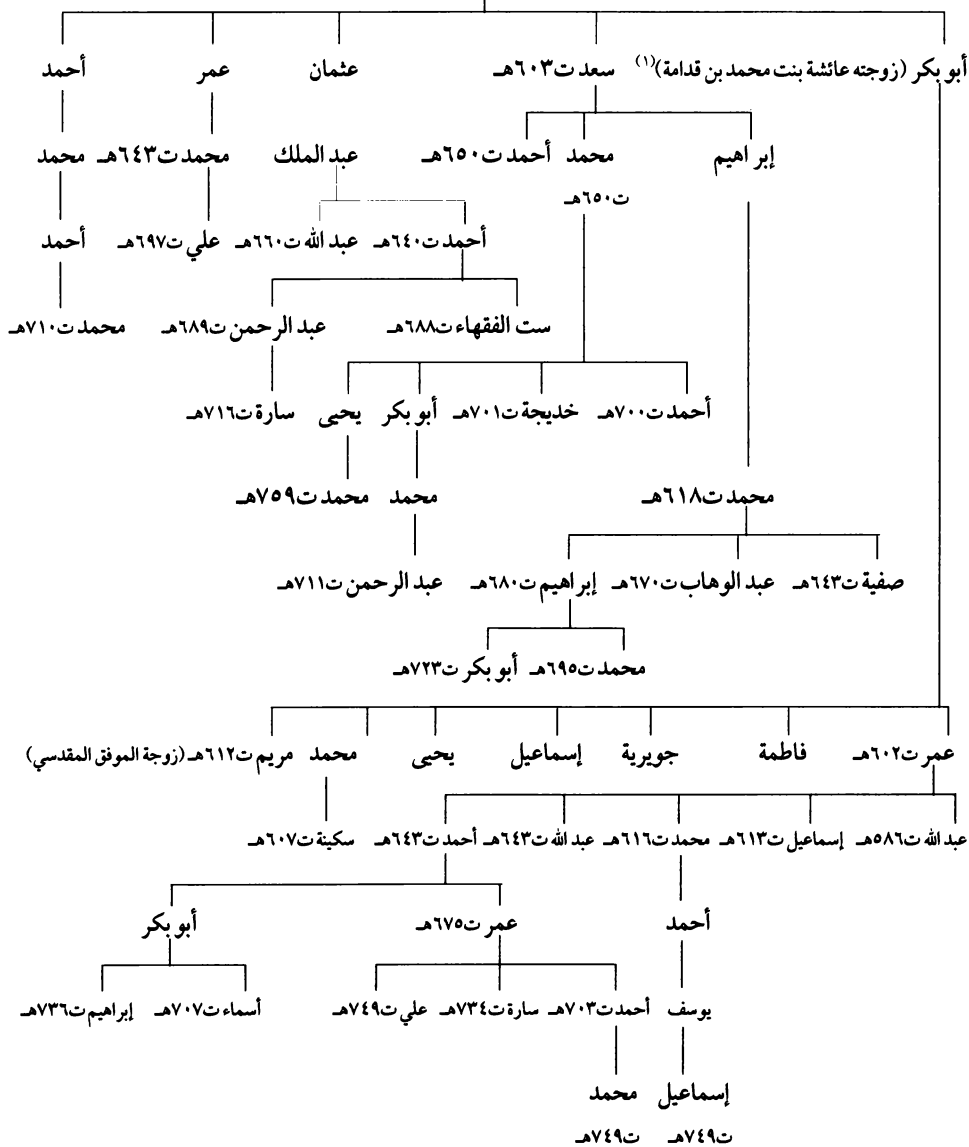 أبو بكر (زوجته عائشة بنت محمد بن قدامة)(١) سعد ت٦٠٣هـ عثمان عمر أحمد
إبراهيم محمد أحمد ت٦٥٠هـ عبد الملك محمد ت٦٤٣هـ محمد
ت٦٥٠هـ
أحمد ت٦٤٠هـ عبد الله ت٦٦٠هـ علي ت٦٩٧هـ أحمد
ست الفقهاء ت٦٨٨هـ عبد الرحمن ت٦٨٩هـ محمد ت٧١٠هـ
أحمد ت٧٠٠هـ خديجة ت٧٠١هـ أبو بكر يحيى سارة ت٧١٦هـ
محمد ت٦١٨هـ محمد محمد ت٧٥٩هـ
صفية ت٦٤٣هـ عبد الوهاب ت٦٧٠هـ إبراهيم ت٦٨٠هـ عبد الرحمن ت٧١١هـ
محمد ت٦٩٥هـ أبو بكر ت٧٢٣هـ
عمر ت٦٠٢هـ فاطمة جويرية إسماعيل يحيى محمد مريم ت٦١٢هـ (زوجة الموفق المقدسي)
عبد الله ت٥٨٦هـ إسماعيل ت٦١٣هـ محمد ت٦١٦هـ عبد الله ت٦٤٣هـ أحمد ت٦٤٣هـ سكينة ت٦٠٧هـ
أحمد عمر ت٦٧٥هـ أبو بكر
يوسف أحمد ت٧٠٣هـ سارة ت٧٣٤هـ علي ت٧٤٩هـ أسماء ت٧٠٧هـ إبراهيم ت٧٣٦هـ
إسماعيل محمد
ت٧٤٩هـ ت٧٤٩هـ